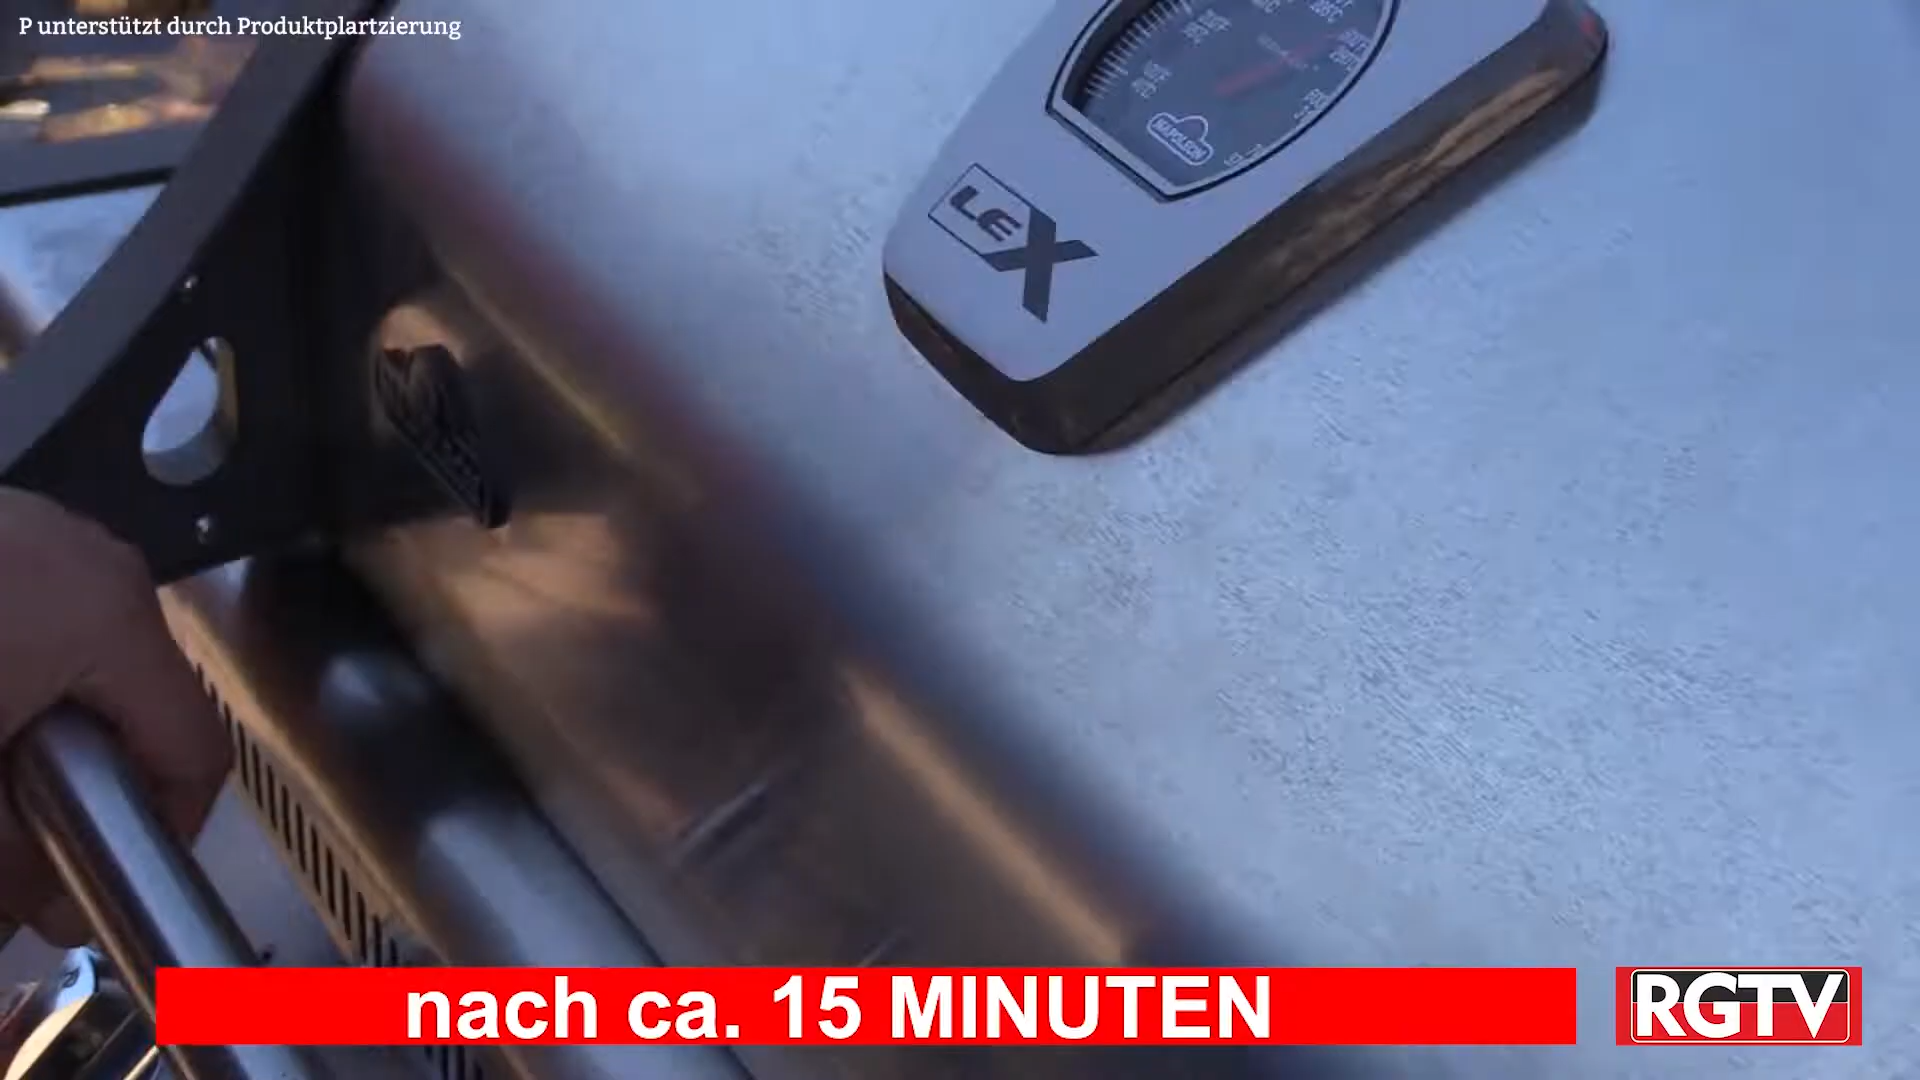 P unterstützt durch Produktplartzierung
NAPOLEON
LEX
nach ca. 15 MINUTEN
RGTV